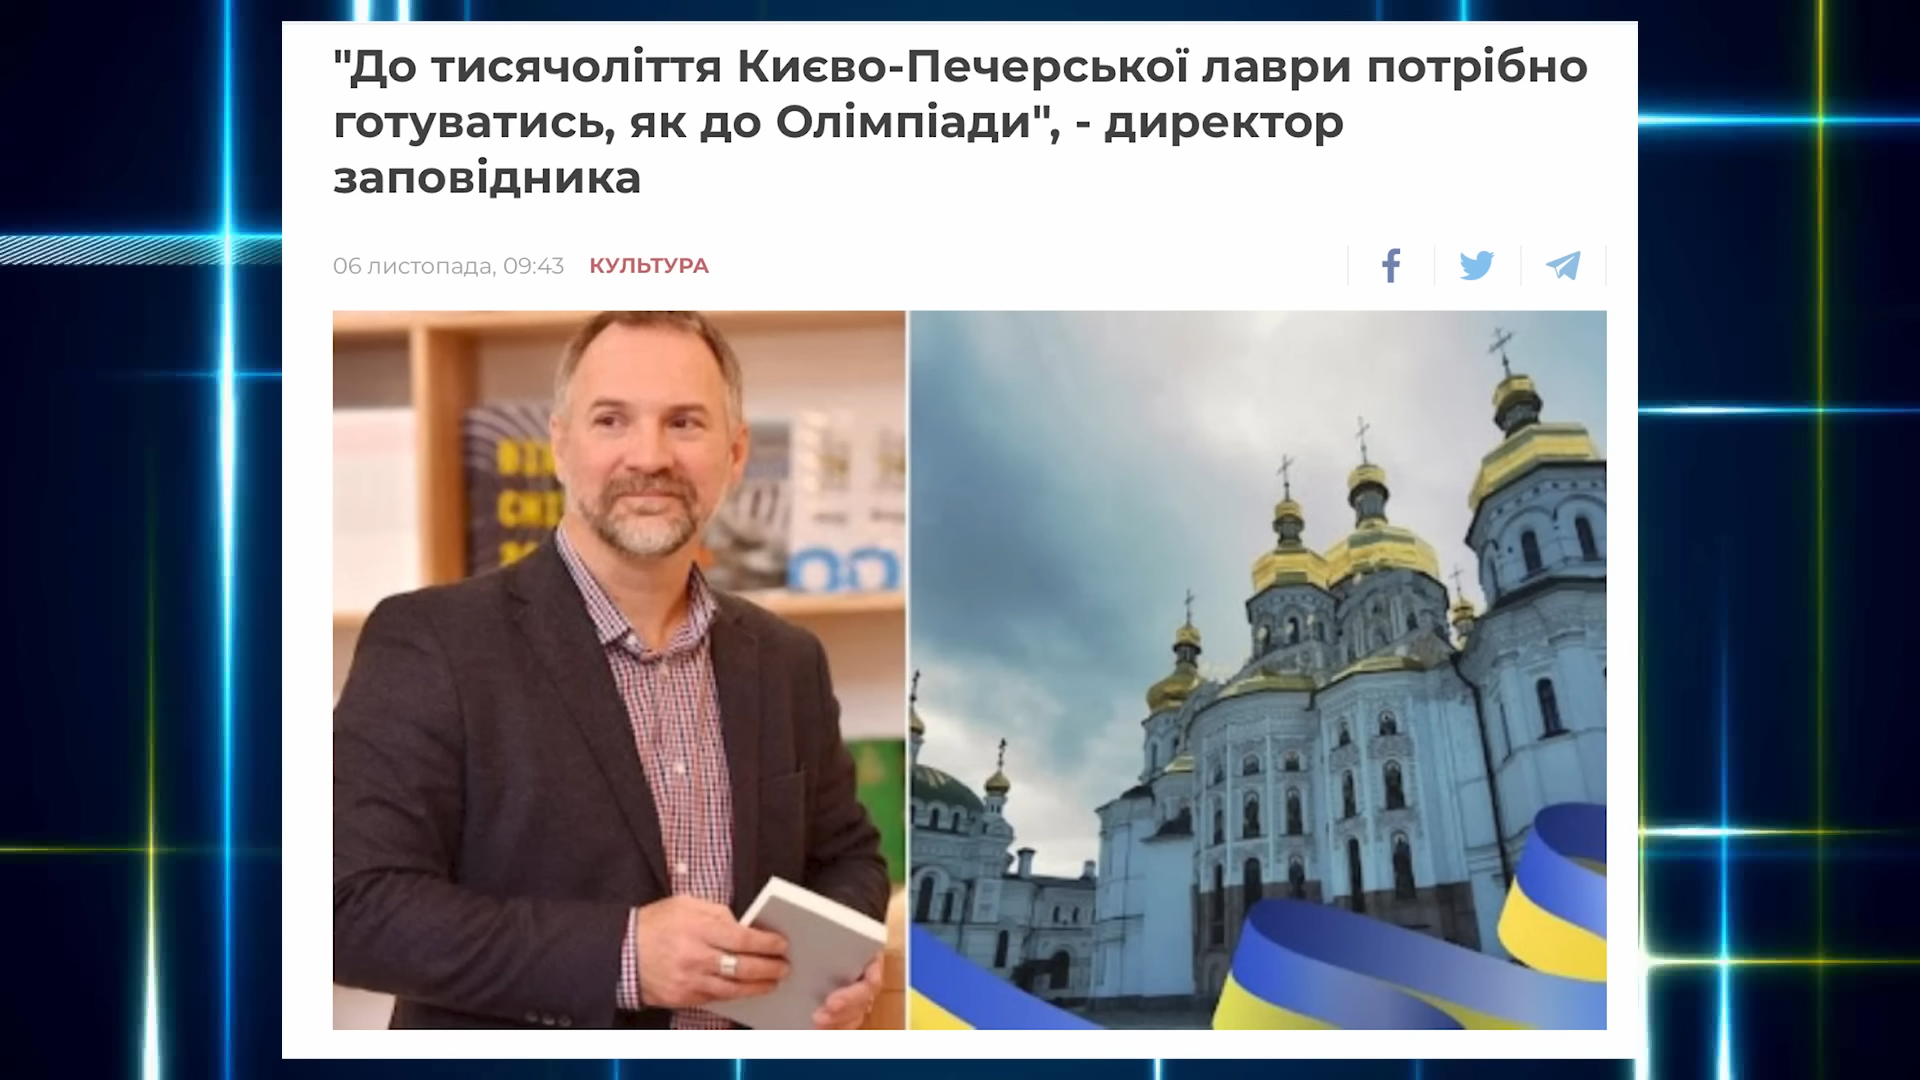 "До тисячоліття Києво-Печерської лаври потрібно
готуватись, як до Олімпіади", - директор
заповідника
06 листопада, 09:43 КУЛЬТУРА